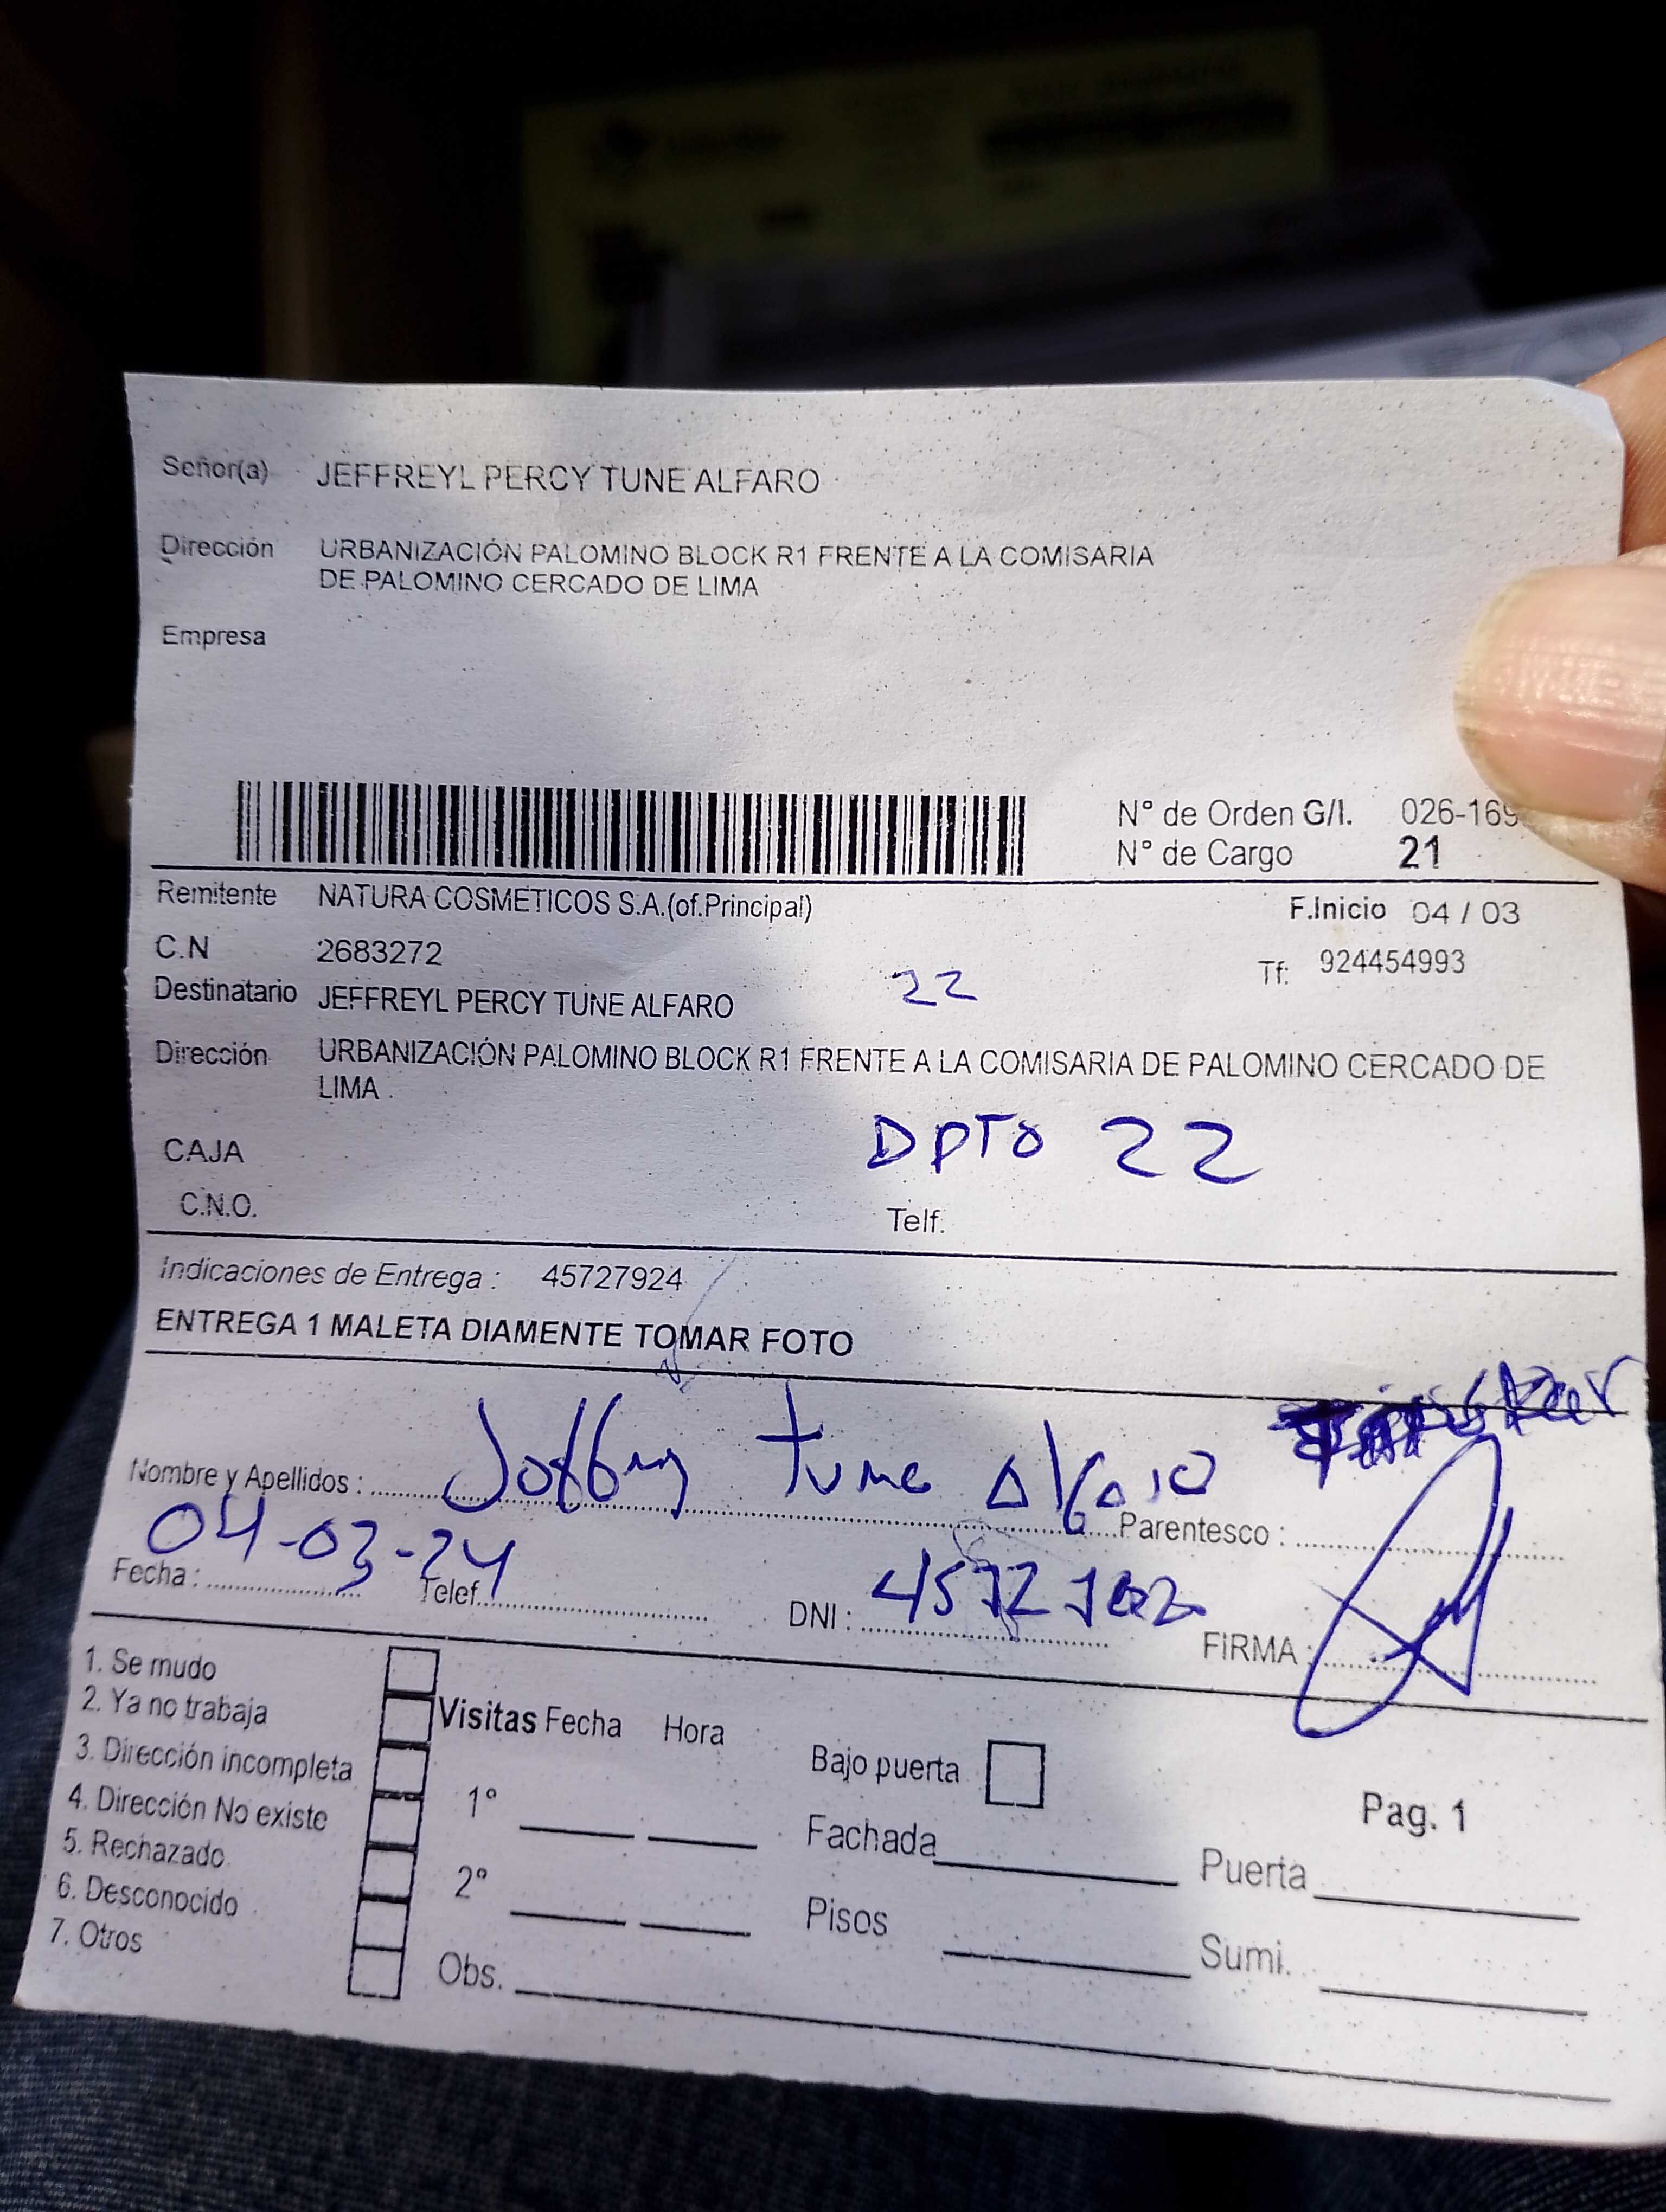 Señor(a) JEFFREYL PERCY TUNE ALFARO
Dirección URBANIZACIÓN PALOMINO BLOCK R1 FRENTE A LA COMISARIA
DE PALOMINO CERCADO DE LIMA
Empresa
N° de Orden G/I. 026-169
N° de Cargo 21
Remitente NATURA COSMETICOS S.A.(of.Principal) F.Inicio 04 / 03
C.N 2683272 Tf: 924454993
Destinatario JEFFREYL PERCY TUNE ALFARO 22
Dirección URBANIZACIÓN PALOMINO BLOCK R1 FRENTE A LA COMISARIA DE PALOMINO CERCADO DE
LIMA
DPTO 22
CAJA
C.N.O. Telf.
Indicaciones de Entrega : 45727924
ENTREGA 1 MALETA DIAMENTE TOMAR FOTO
Nombre y Apellidos : Tune Alfaro Parentesco :
Fecha : 04-03-24 Telef. DNI : FIRMA :
1. Se mudo
2. Ya no trabaja
3. Dirección incompleta
4. Dirección No existe
5. Rechazado
6. Desconocido
7. Otros
Visitas Fecha Hora
1°
2°
Obs.
Bajo puerta
Fachada
Pisos
Pag. 1
Puerta
Sumi.